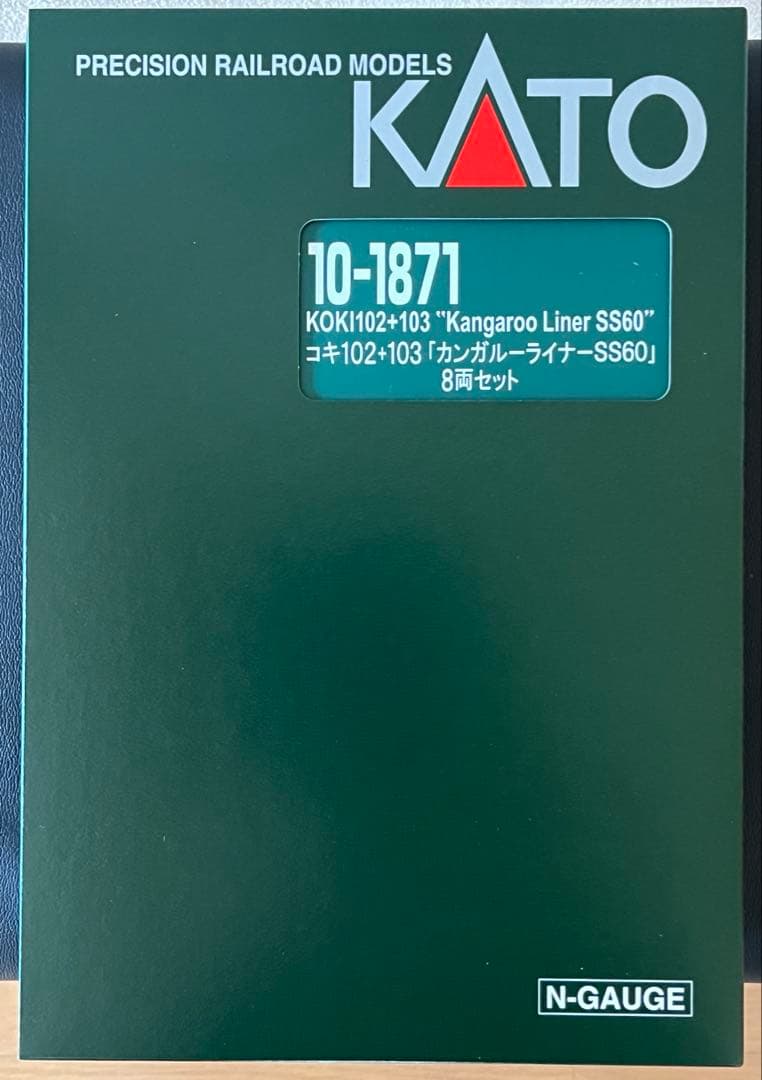 PRECISION RAILROAD MODELS
KATO
10-1871
KOKI102+103 "Kangaroo Liner SS60"
コキ102+103「カンガルーライナーSS60」
8両セット
N-GAUGE